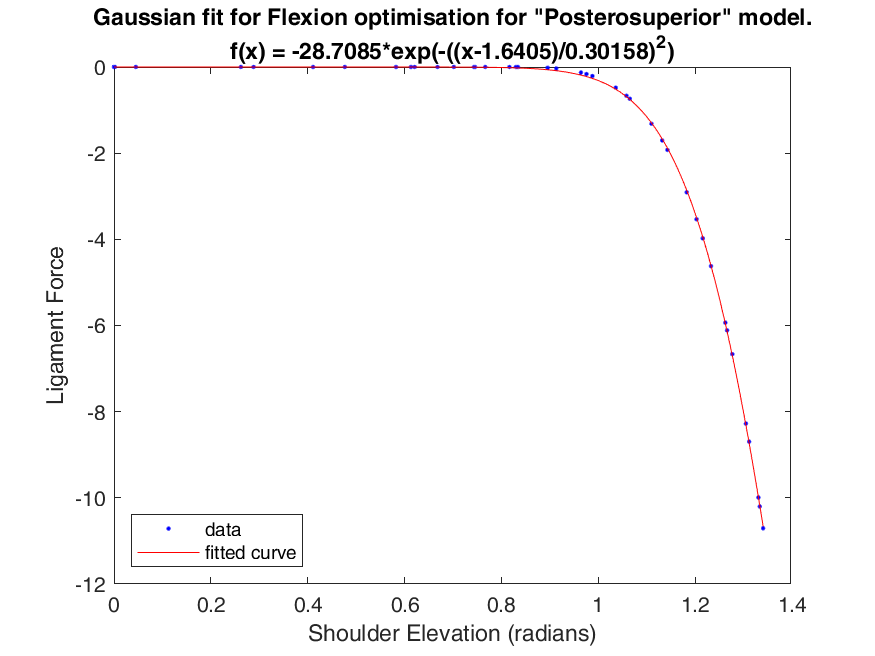 Gaussian fit for Flexion optimisation for "Posterosuperior" model.
f(x) = -28.7085*exp(-((x-1.6405)/0.30158)²)
0
-2
-4
-6
-8
-10
-12
Ligament Force
data
fitted curve
0 0.2 0.4 0.6 0.8 1 1.2 1.4
Shoulder Elevation (radians)